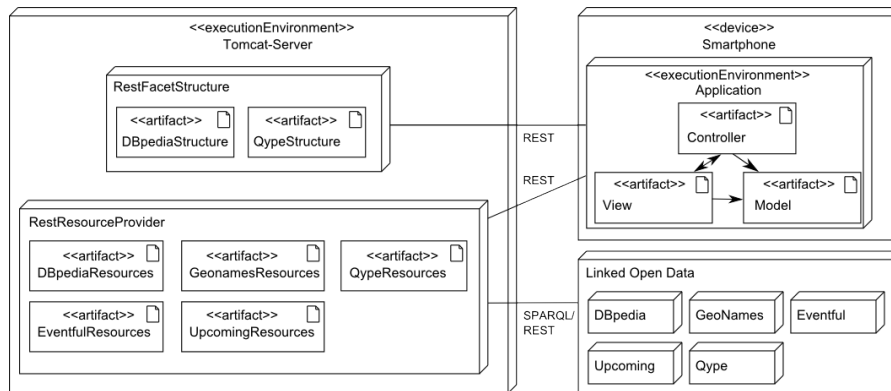 <<executionEnvironment>>
Tomcat-Server
RestFacetStructure
<<artifact>>
DBpediaStructure
<<artifact>>
QypeStructure
RestResourceProvider
<<artifact>>
DBpediaResources
<<artifact>>
GeonamesResources
<<artifact>>
QypeResources
<<artifact>>
EventfulResources
<<artifact>>
UpcomingResources
REST
REST
SPARQL/
REST
<<device>>
Smartphone
<<executionEnvironment>>
Application
<<artifact>>
Controller
<<artifact>>
View
<<artifact>>
Model
Linked Open Data
DBpedia
GeoNames
Eventful
Upcoming
Qype